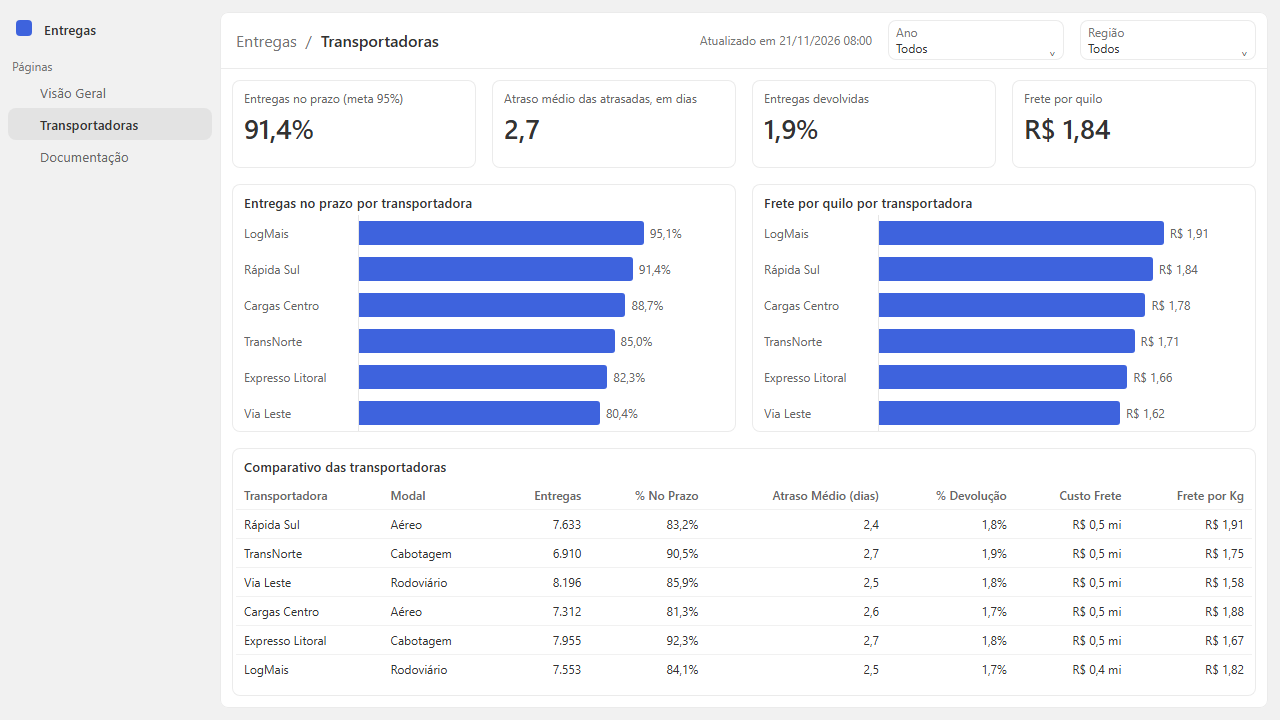 Entregas
Páginas
Visão Geral
Transportadoras
Documentação
Entregas / Transportadoras
Atualizado em 21/11/2026 08:00
Ano
Todos
Região
Todos
Entregas no prazo (meta 95%)
91,4%
Atraso médio das atrasadas, em dias
2,7
Entregas devolvidas
1,9%
Frete por quilo
R$ 1,84
Entregas no prazo por transportadora
LogMais 95,1%
Rápida Sul 91,4%
Cargas Centro 88,7%
TransNorte 85,0%
Expresso Litoral 82,3%
Via Leste 80,4%
Frete por quilo por transportadora
LogMais R$ 1,91
Rápida Sul R$ 1,84
Cargas Centro R$ 1,78
TransNorte R$ 1,71
Expresso Litoral R$ 1,66
Via Leste R$ 1,62
Comparativo das transportadoras
Transportadora Modal Entregas % No Prazo Atraso Médio (dias) % Devolução Custo Frete Frete por Kg
Rápida Sul Aéreo 7.633 83,2% 2,4 1,8% R$ 0,5 mi R$ 1,91
TransNorte Cabotagem 6.910 90,5% 2,7 1,9% R$ 0,5 mi R$ 1,75
Via Leste Rodoviário 8.196 85,9% 2,5 1,8% R$ 0,5 mi R$ 1,58
Cargas Centro Aéreo 7.312 81,3% 2,6 1,7% R$ 0,5 mi R$ 1,88
Expresso Litoral Cabotagem 7.955 92,3% 2,7 1,8% R$ 0,5 mi R$ 1,67
LogMais Rodoviário 7.553 84,1% 2,5 1,7% R$ 0,4 mi R$ 1,82